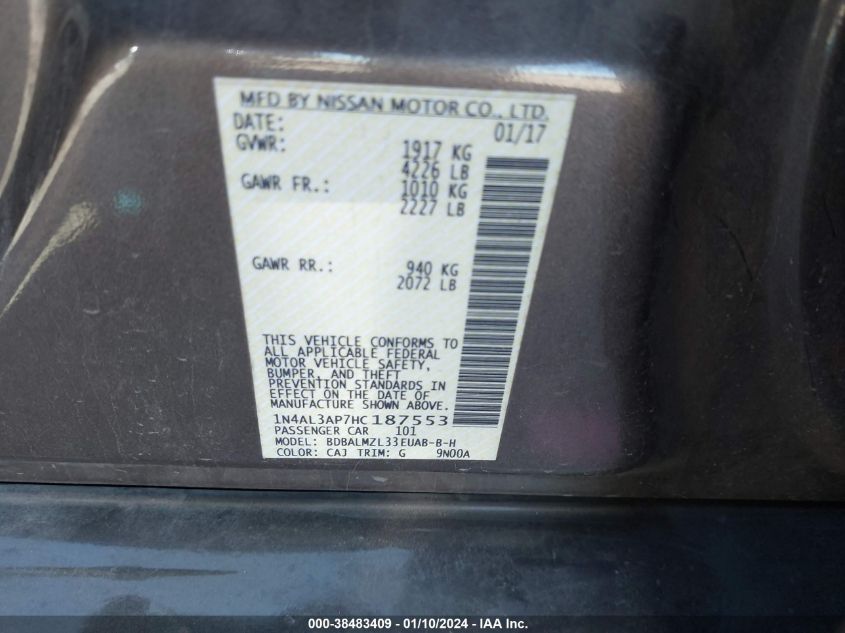 MFD BY NISSAN MOTOR CO., LTD.
DATE: 01/17
GVWR: 1917 KG
4226 LB
GAWR FR.: 1010 KG
2227 LB
GAWR RR.: 940 KG
2072 LB
THIS VEHICLE CONFORMS TO
ALL APPLICABLE FEDERAL
MOTOR VEHICLE SAFETY,
BUMPER, AND THEFT
PREVENTION STANDARDS IN
EFFECT ON THE DATE OF
MANUFACTURE SHOWN ABOVE.
1N4AL3AP7HC187553
PASSENGER CAR 101
MODEL: BDBALMZL33EUAB-B-H
COLOR: CAJ TRIM: G 9N00A
000-38483409 - 01/10/2024 - IAA Inc.